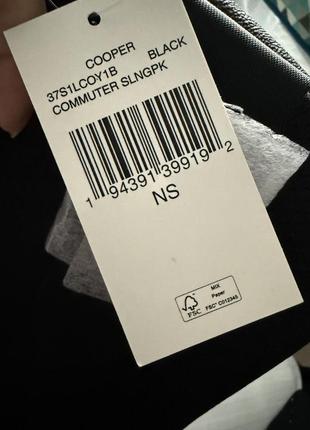 COOPER
37S1LCOY1B BLACK
COMMUTER SLNGPK
1 94391 39919 2
NS
FSC
MIX
Paper
FSC® C012345